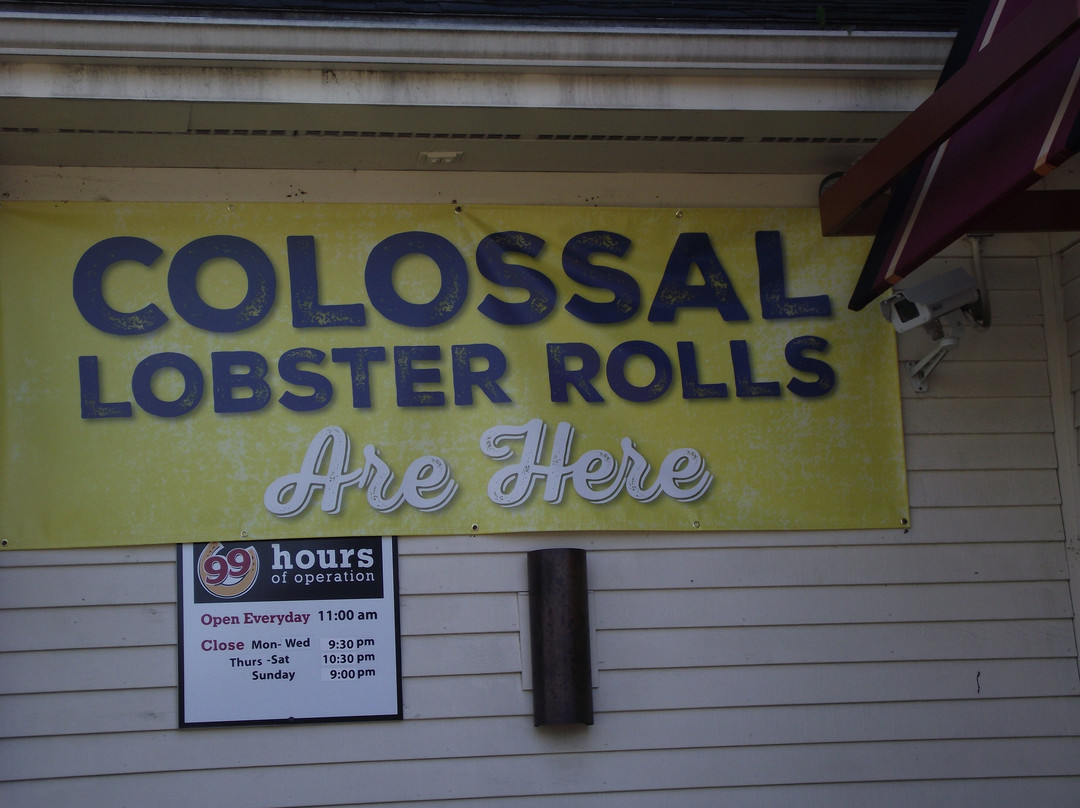 COLOSSAL
LOBSTER ROLLS
Are Here
99 hours
of operation
Open Everyday 11:00 am
Close Mon- Wed 9:30 pm
Thurs -Sat 10:30 pm
Sunday 9:00 pm